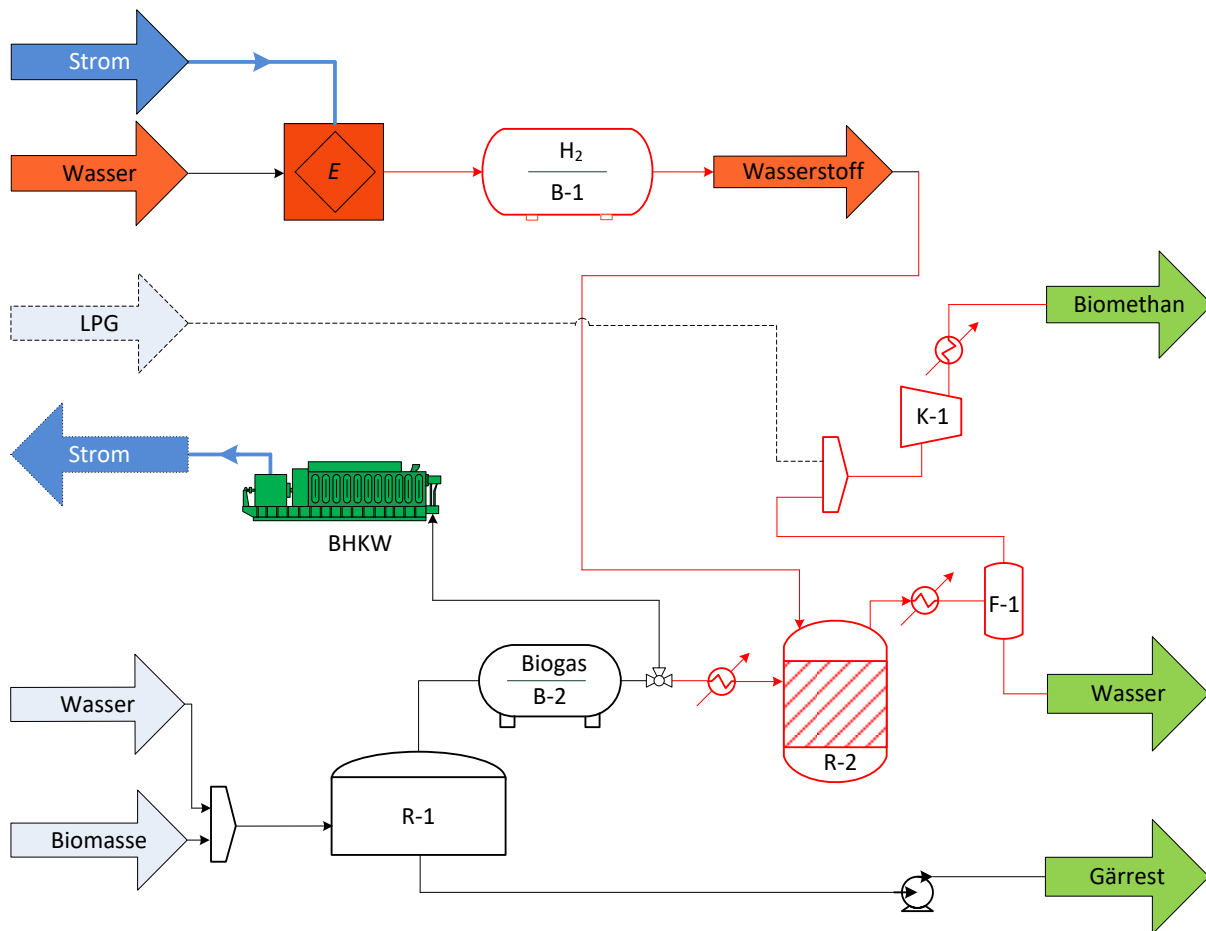 Strom
Wasser
E
H₂
B-1
Wasserstoff
LPG
Biomethan
K-1
Strom
BHKW
F-1
Biogas
B-2
Wasser
Wasser
R-2
R-1
Biomasse
Gärrest